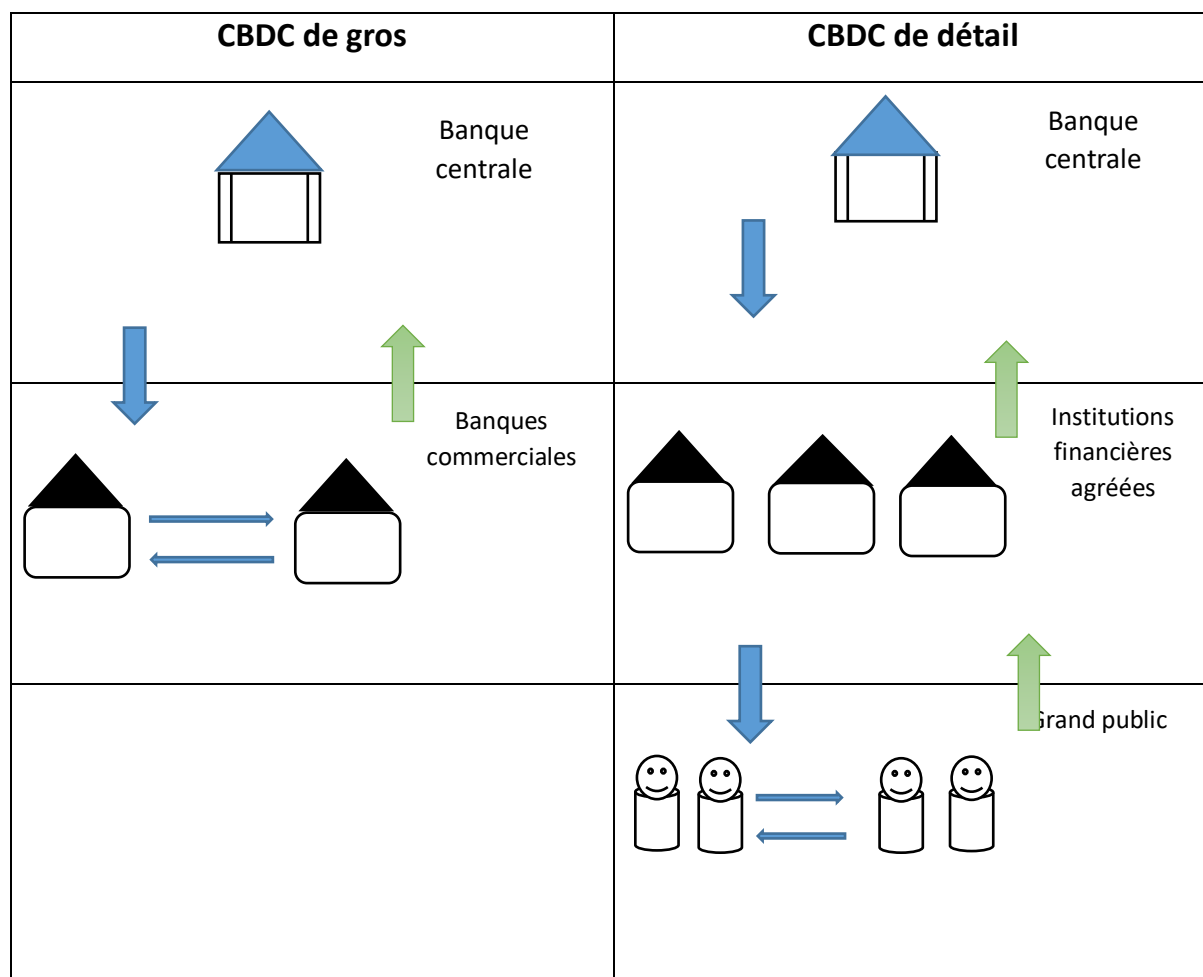 CBDC de gros
CBDC de détail
Banque
centrale
Banque
centrale
Banques
commerciales
Institutions
financières
agréées
Grand public